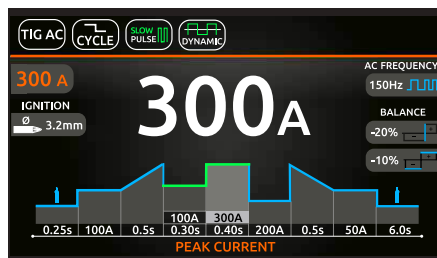 TIG AC CYCLE SLOW PULSE DYNAMIC
300 A
300A
AC FREQUENCY
150Hz
IGNITION
Ø 3.2mm
BALANCE
-20%
-10%
100A 300A
0.25s 100A 0.5s 0.30s 0.40s 200A 0.5s 50A 6.0s
PEAK CURRENT